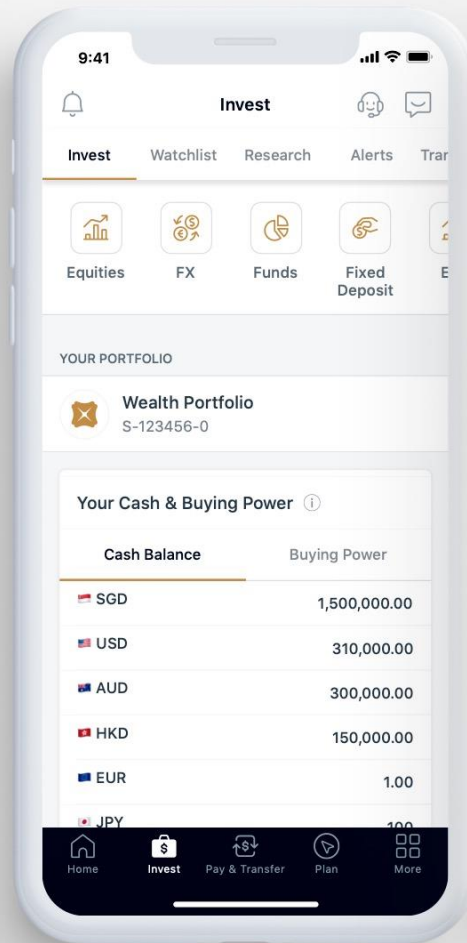 9:41
Invest
Invest Watchlist Research Alerts Trar
Equities FX Funds Fixed Deposit E
YOUR PORTFOLIO
Wealth Portfolio
S-123456-0
Your Cash & Buying Power
Cash Balance Buying Power
SGD 1,500,000.00
USD 310,000.00
AUD 300,000.00
HKD 150,000.00
EUR 1.00
JPY 100
Home Invest Pay & Transfer Plan More